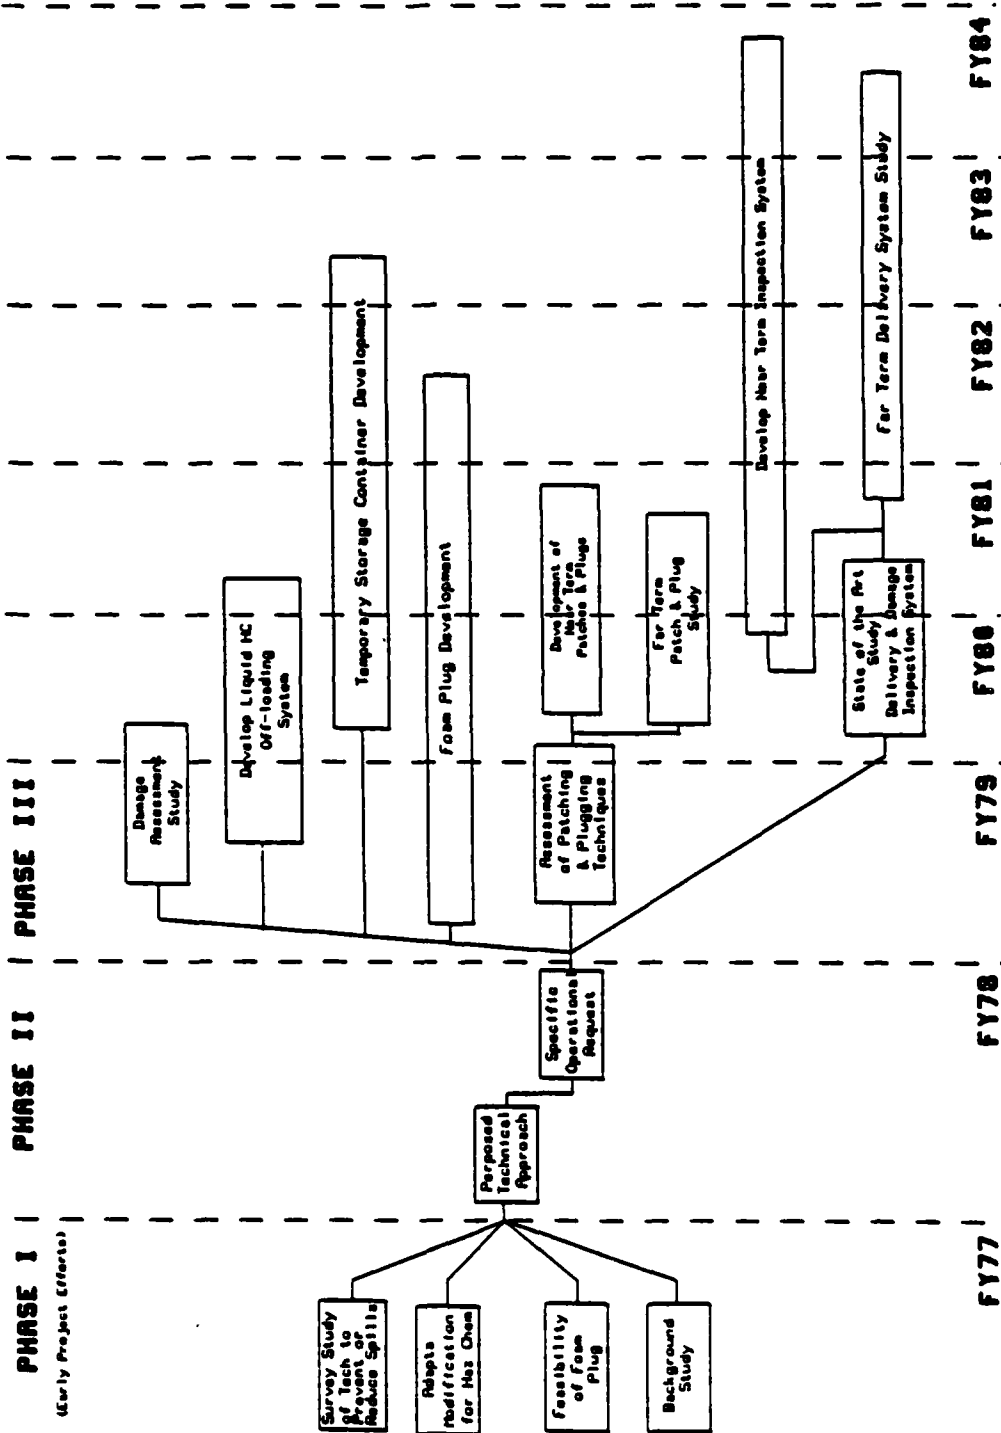 PHASE I
(Early Project Efforts)
PHASE II
PHASE III
Survey Study
of Tech to
Prevent or
Reduce Spills
Adapts
Modification
for Haz Chem
Feasibility
of Foam
Plug
Background
Study
Perposed
Technical
Approach
Specific
Operational
Request
Damage
Assessment
Study
Develop Liquid HC
Off-loading
System
Temporary Storage Container Development
Foam Plug Development
Assessment
of Patching
& Plugging
Techniques
Development of
Near Term
Patches & Plugs
Far Term
Patch & Plug
Study
Develop Near Term Inspection System
State of the Art
Study
Delivery & Damage
Inspection System
Far Term Delivery System Study
FY77
FY78
FY79
FY80
FY81
FY82
FY83
FY84